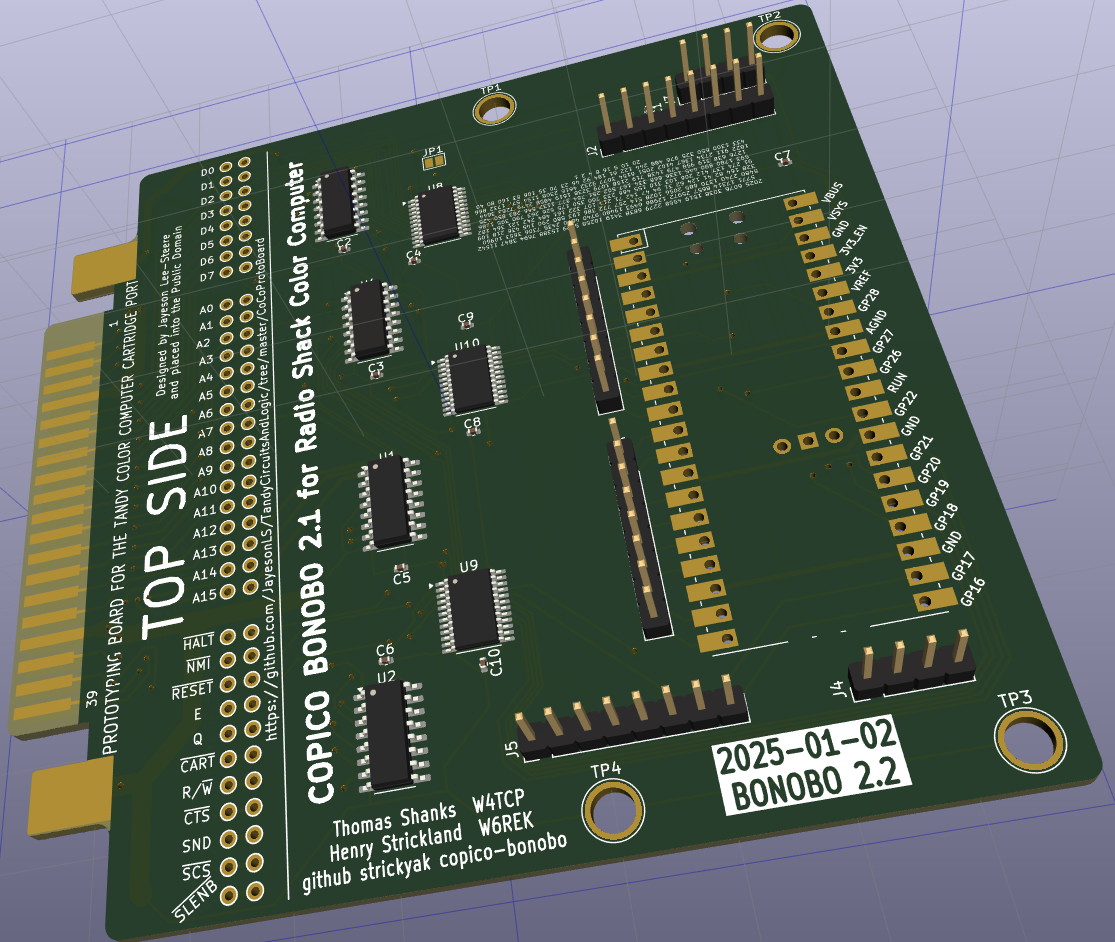 TP2
TP1
JP1
J2
C7
U8
C2
C4
C9
C3
U10
C8
U1
C5
U9
C10
C6
U2
J5
J4
TP3
TP4
D0
D1
D2
D3
D4
D5
D6
D7
A0
A1
A2
A3
A4
A5
A6
A7
A8
A9
A10
A11
A12
A13
A14
A15
HALT
NMI
RESET
E
Q
CART
R/W
CTS
SND
SCS
SLENB
1
39
PROTOTYPING BOARD FOR THE TANDY COLOR COMPUTER CARTRIDGE PORT
TOP SIDE
Designed by Jayeson Lee-Steere
and placed into the Public Domain
https://github.com/JayesonLS/TandyCircuitsAndLogic/tree/master/CoCoProtoBoard
COPICO BONOBO 2.1 for Radio Shack Color Computer
VBUS
VSYS
GND
3V3_EN
3V3
VREF
GP28
AGND
GP27
GP26
RUN
GP22
GND
GP21
GP20
GP19
GP18
GND
GP17
GP16
2025-01-02
BONOBO 2.2
Thomas Shanks W4TCP
Henry Strickland W6REK
github strickyak copico-bonobo